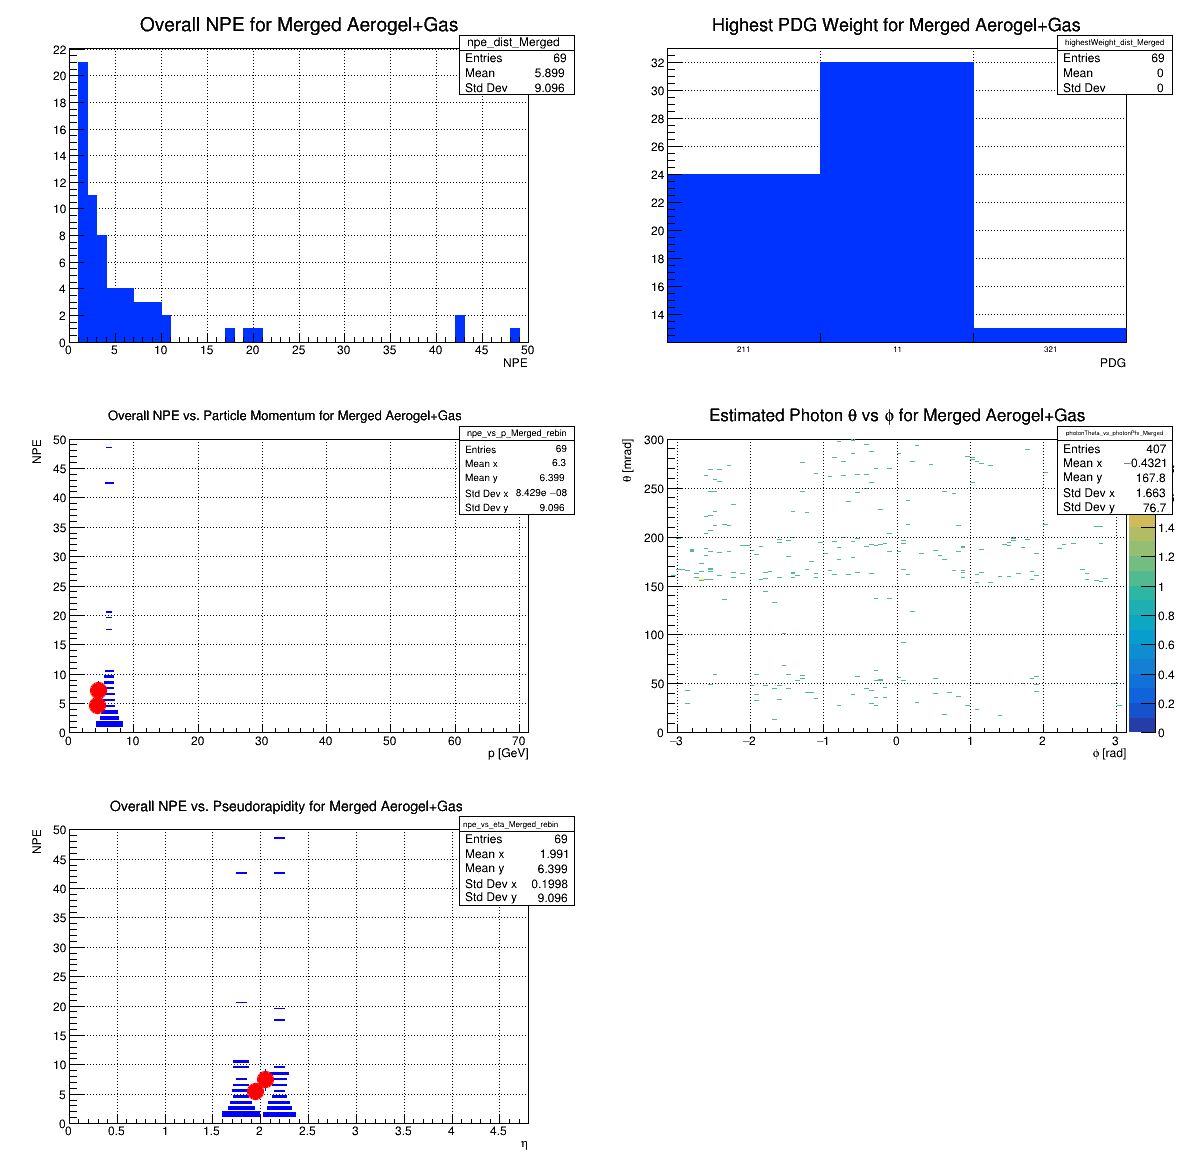 Overall NPE for Merged Aerogel+Gas
npe_dist_Merged
Entries 69
Mean 5.899
Std Dev 9.096
22
20
18
16
14
12
10
8
6
4
2
0
0 5 10 15 20 25 30 35 40 45 50
NPE
Highest PDG Weight for Merged Aerogel+Gas
highestWeight_dist_Merged
Entries 69
Mean 0
Std Dev 0
32
30
28
26
24
22
20
18
16
14
211 11 321
PDG
Overall NPE vs. Particle Momentum for Merged Aerogel+Gas
npe_vs_p_Merged_rebin
Entries 69
Mean x 6.3
Mean y 6.399
Std Dev x 8.429e −08
Std Dev y 9.096
NPE
50
45
40
35
30
25
20
15
10
5
0
0 10 20 30 40 50 60 70
p [GeV]
Estimated Photon θ vs ϕ for Merged Aerogel+Gas
photonTheta_vs_photonPhi_Merged
Entries 407
Mean x −0.4321
Mean y 167.8
Std Dev x 1.663
Std Dev y 76.7
θ [mrad]
300
250
200
150
100
50
0
−3 −2 −1 0 1 2 3
ϕ [rad]
1.4
1.2
1
0.8
0.6
0.4
0.2
0
Overall NPE vs. Pseudorapidity for Merged Aerogel+Gas
npe_vs_eta_Merged_rebin
Entries 69
Mean x 1.991
Mean y 6.399
Std Dev x 0.1998
Std Dev y 9.096
NPE
50
45
40
35
30
25
20
15
10
5
0
0 0.5 1 1.5 2 2.5 3 3.5 4 4.5
η